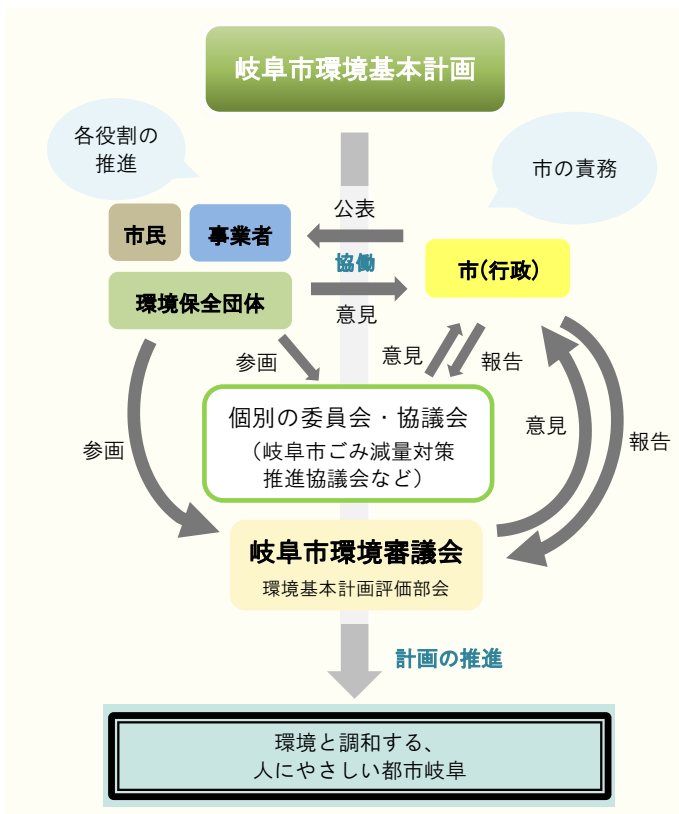 岐阜市環境基本計画
各役割の
推進
市の責務
公表
市民
事業者
協働
市(行政)
環境保全団体
意見
参画
意見
報告
個別の委員会・協議会
（岐阜市ごみ減量対策
推進協議会など）
意見
報告
参画
岐阜市環境審議会
環境基本計画評価部会
計画の推進
環境と調和する、
人にやさしい都市岐阜